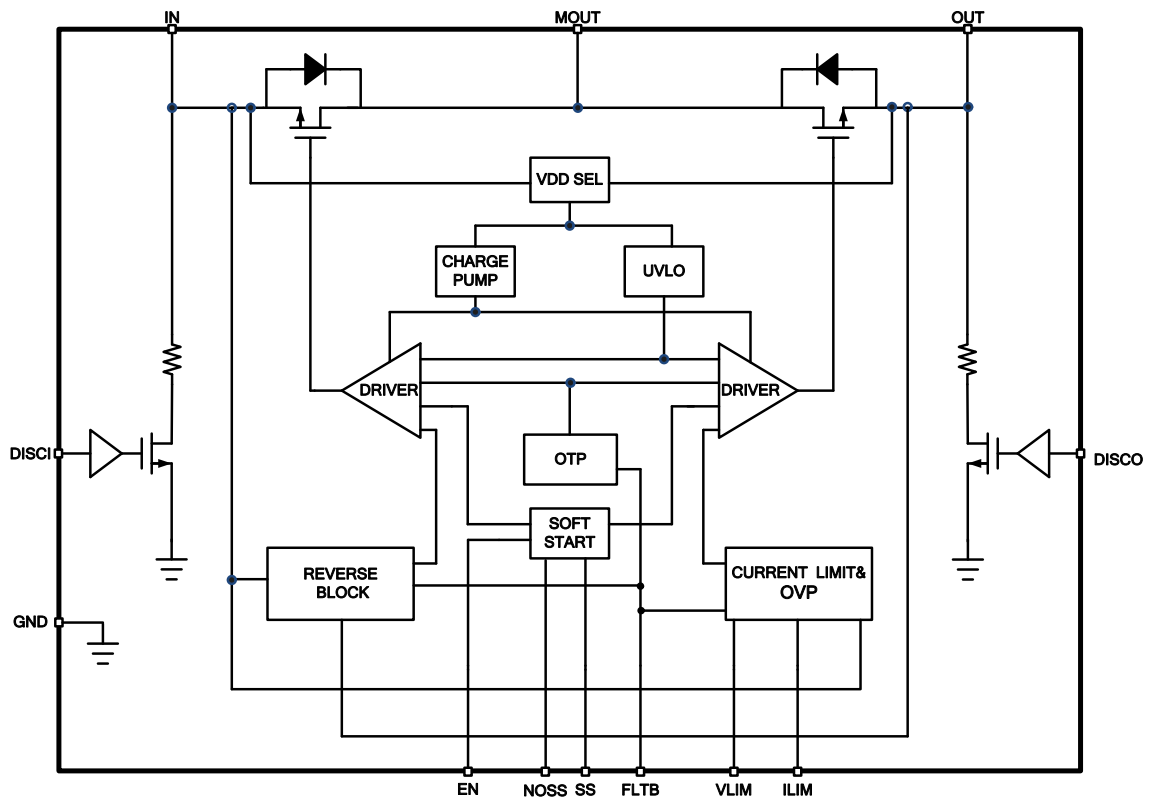 IN
MOUT
OUT
VDD SEL
CHARGE
PUMP
UVLO
DRIVER
DRIVER
DISCI
OTP
DISCO
SOFT
START
REVERSE
BLOCK
CURRENT LIMIT&
OVP
GND
EN
NOSS
SS
FLTB
VLIM
ILIM